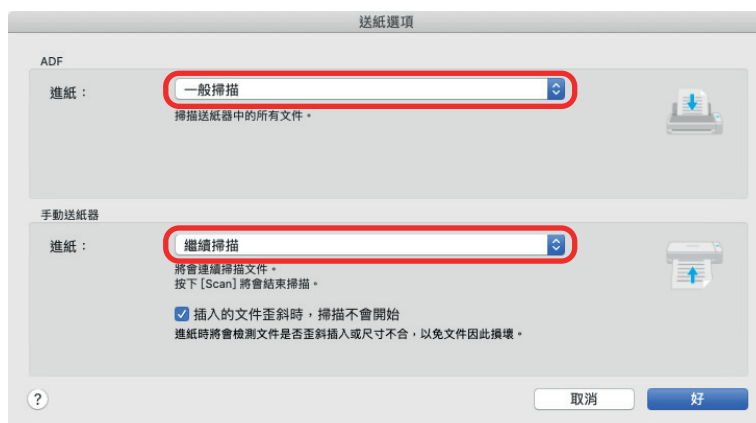 送紙選項
ADF
進紙：
一般掃描
掃描送紙器中的所有文件。
手動送紙器
進紙：
繼續掃描
將會連續掃描文件。
按下 [Scan] 將會結束掃描。
插入的文件歪斜時，掃描不會開始
進紙時將會檢測文件是否歪斜插入或尺寸不合，以免文件因此損壞。
?
取消
好